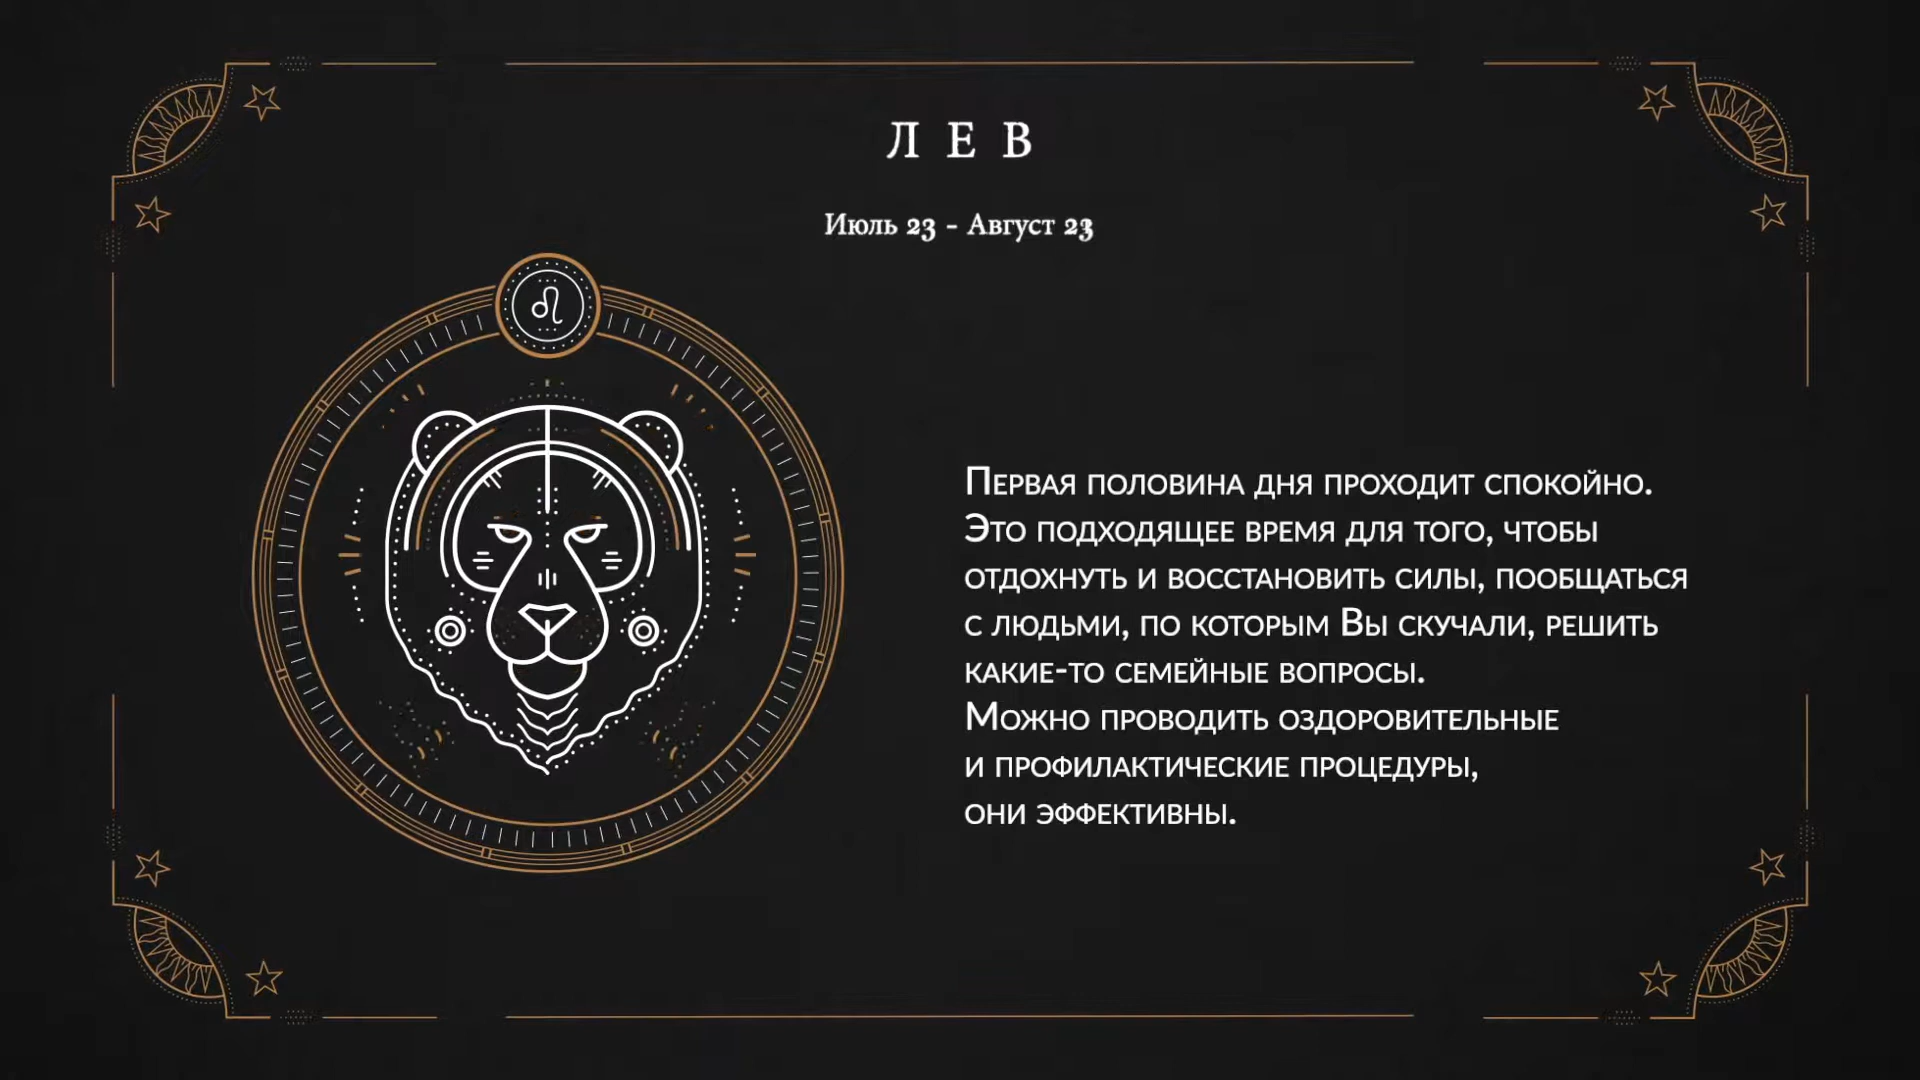 ЛЕВ
Июль 23 - Август 23
Первая половина дня проходит спокойно.
Это подходящее время для того, чтобы
отдохнуть и восстановить силы, пообщаться
с людьми, по которым Вы скучали, решить
какие-то семейные вопросы.
Можно проводить оздоровительные
и профилактические процедуры,
они эффективны.